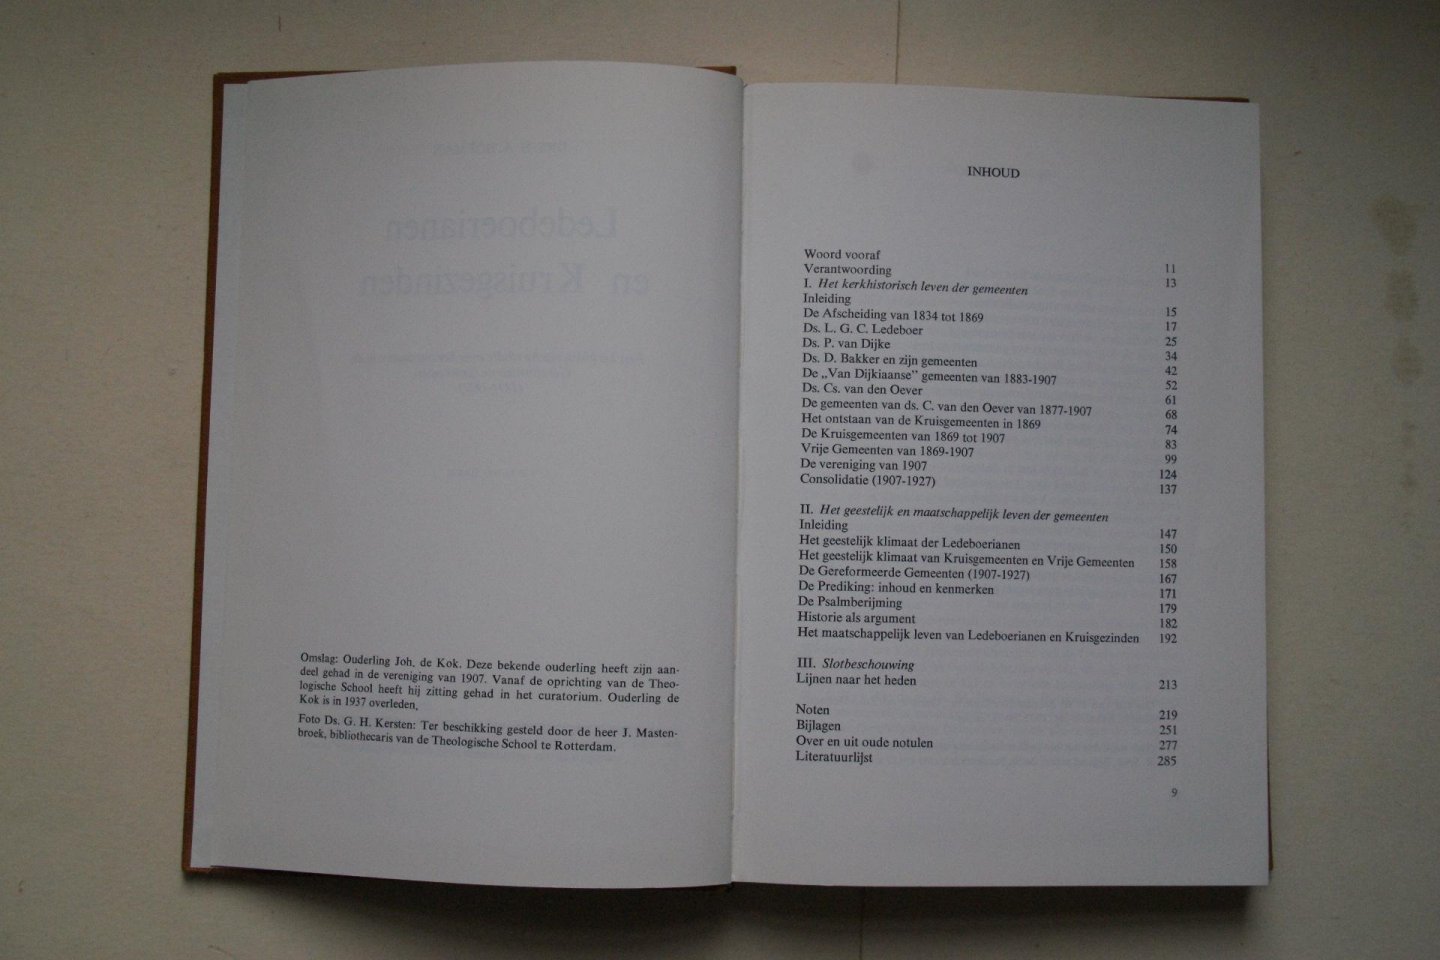 Omslag: Ouderling Joh. de Kok. Deze bekende ouderling heeft zijn aan-
deel gehad in de vereniging van 1907. Vanaf de oprichting van de Theo-
logische School heeft hij zitting gehad in het curatorium. Ouderling de
Kok is in 1937 overleden.
Foto Ds. G. H. Kersten: Ter beschikking gesteld door de heer J. Masten-
broek, bibliothecaris van de Theologische School te Rotterdam.
INHOUD
Woord vooraf 11
Verantwoording 13
I. Het kerkhistorisch leven der gemeenten
Inleiding 15
De Afscheiding van 1834 tot 1869 17
Ds. L. G. C. Ledeboer 25
Ds. P. van Dijke 34
Ds. D. Bakker en zijn gemeenten 42
De „Van Dijkiaanse" gemeenten van 1883-1907 52
Ds. Cs. van den Oever 61
De gemeenten van ds. C. van den Oever van 1877-1907 68
Het ontstaan van de Kruisgemeenten in 1869 74
De Kruisgemeenten van 1869 tot 1907 83
Vrije Gemeenten van 1869-1907 99
De vereniging van 1907 124
Consolidatie (1907-1927) 137
II. Het geestelijk en maatschappelijk leven der gemeenten
Inleiding 147
Het geestelijk klimaat der Ledeboerianen 150
Het geestelijk klimaat van Kruisgemeenten en Vrije Gemeenten 158
De Gereformeerde Gemeenten (1907-1927) 167
De Prediking: inhoud en kenmerken 171
De Psalmberijming 179
Historie als argument 182
Het maatschappelijk leven van Ledeboerianen en Kruisgezinden 192
III. Slotbeschouwing
Lijnen naar het heden 213
Noten 219
Bijlagen 251
Over en uit oude notulen 277
Literatuurlijst 285
9